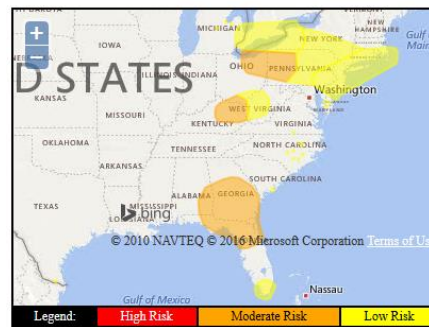 MICHIGAN
NEW YORK
NEW
HAMPSHIRE
Gulf of
Main
+
−
IOWA
OHIO
PENNSYLVANIA
D STATES
ILLINOIS
INDIANA
Washington
KANSAS
MISSOURI
WEST VIRGINIA
KENTUCKY
VIRGINIA
OKLAHOMA
TENNESSEE
NORTH CAROLINA
ARKANSAS
SOUTH CAROLINA
TEXAS
MISSISSIPPI
ALABAMA
GEORGIA
bing
© 2010 NAVTEQ © 2016 Microsoft Corporation Terms of Us
Gulf of Mexico
Nassau
Legend: High Risk Moderate Risk Low Risk